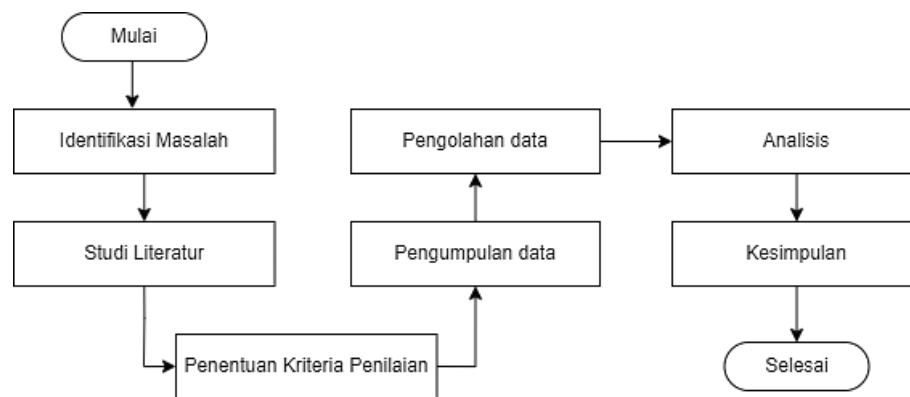 Mulai
Identifikasi Masalah
Studi Literatur
Penentuan Kriteria Penilaian
Pengumpulan data
Pengolahan data
Analisis
Kesimpulan
Selesai